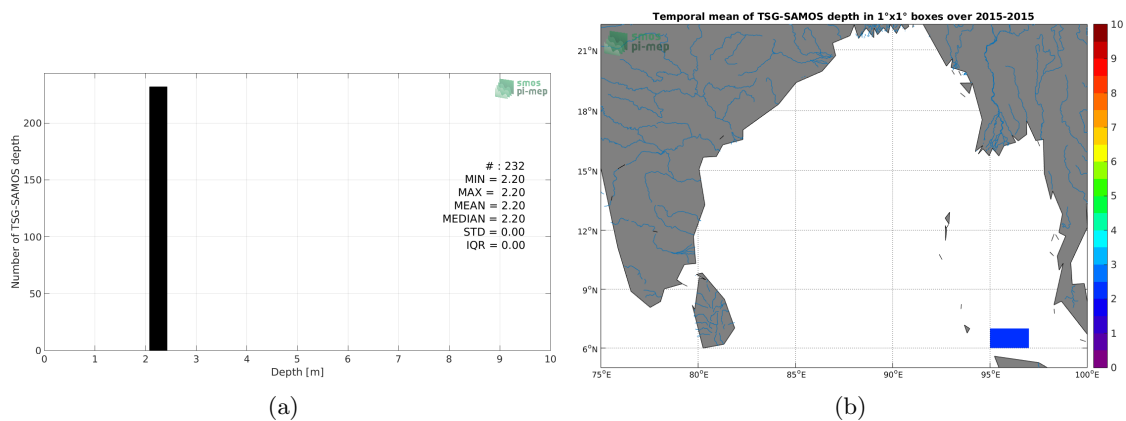 smos
pi-mep
Number of TSG-SAMOS depth
200
150
100
50
0
# : 232
MIN = 2.20
MAX = 2.20
MEAN = 2.20
MEDIAN = 2.20
STD = 0.00
IQR = 0.00
0 1 2 3 4 5 6 7 8 9 10
Depth [m]
(a)
Temporal mean of TSG-SAMOS depth in 1°x1° boxes over 2015-2015
smos
pi-mep
21°N
18°N
15°N
12°N
9°N
6°N
75°E 80°E 85°E 90°E 95°E 100°E
10
9
8
7
6
5
4
3
2
1
0
(b)